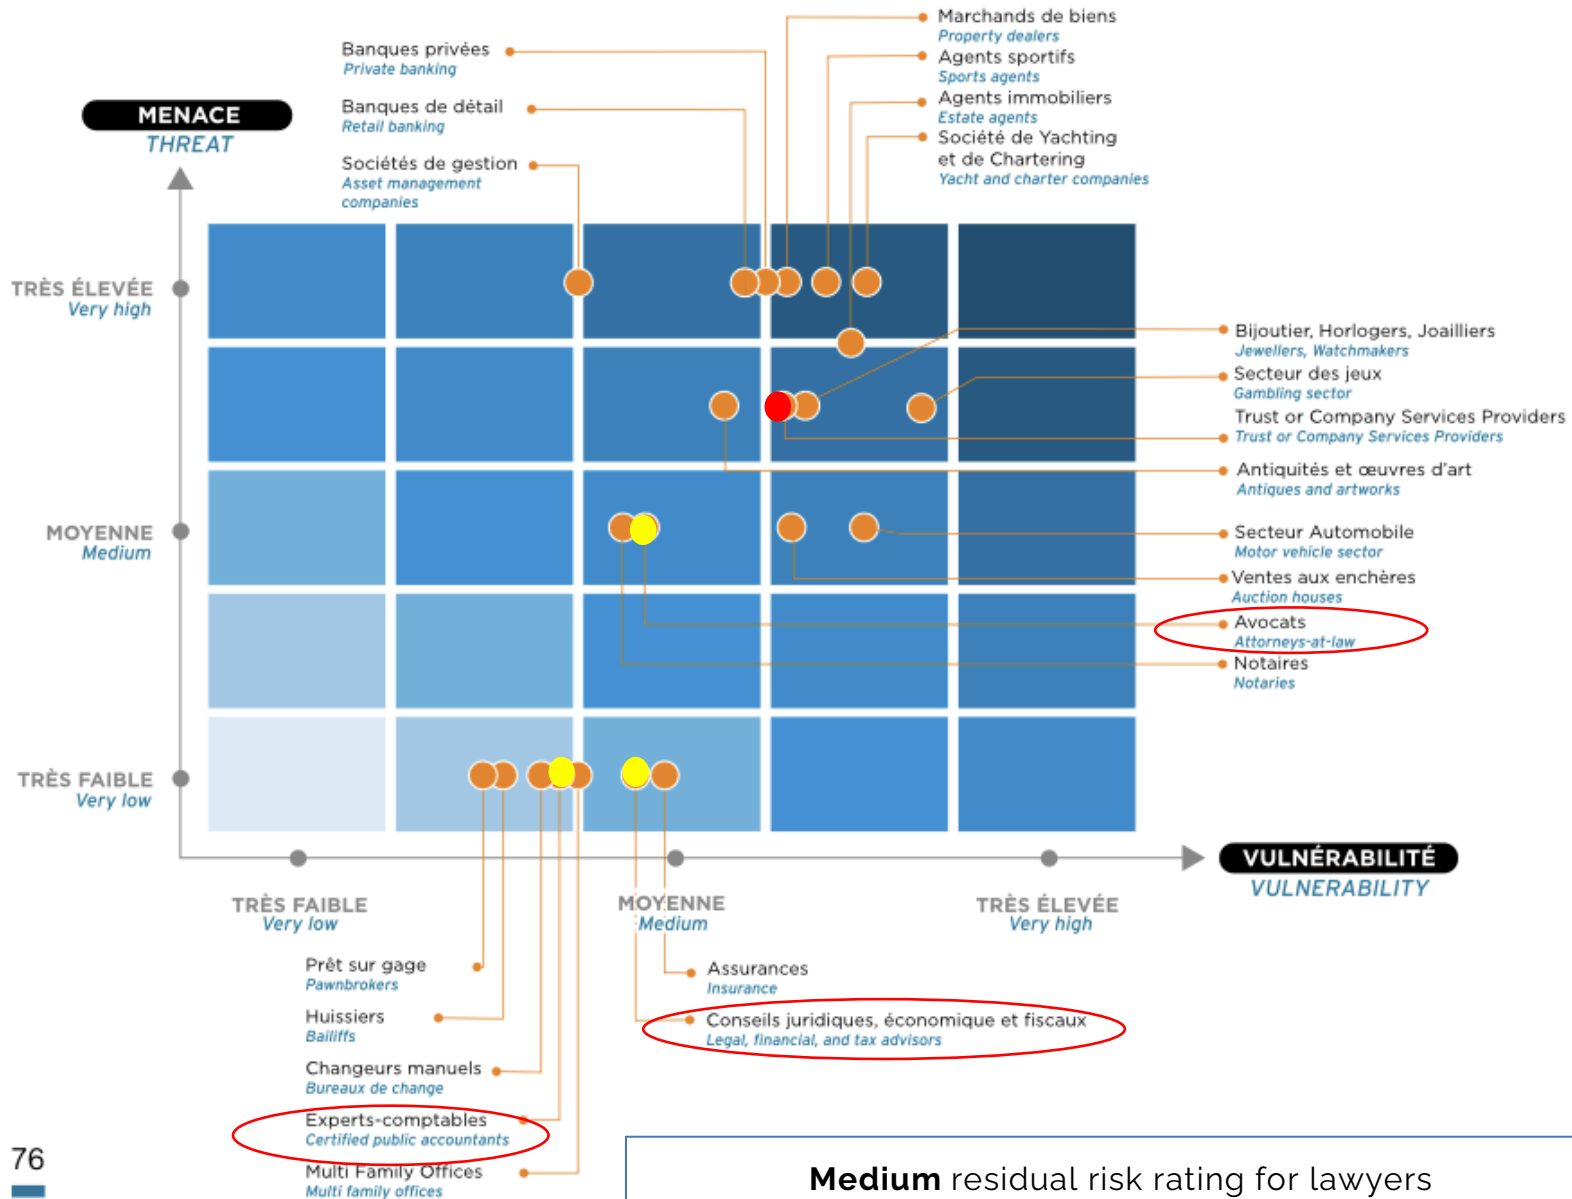 Marchands de biens
Property dealers
Banques privées
Private banking
Agents sportifs
Sports agents
Banques de détail
Retail banking
Agents immobiliers
Estate agents
MENACE
THREAT
Société de Yachting
et de Chartering
Yacht and charter companies
Sociétés de gestion
Asset management
companies
TRÈS ÉLEVÉE
Very high
Bijoutier, Horlogers, Joailliers
Jewellers, Watchmakers
Secteur des jeux
Gambling sector
Trust or Company Services Providers
Trust or Company Services Providers
Antiquités et œuvres d'art
Antiques and artworks
MOYENNE
Medium
Secteur Automobile
Motor vehicle sector
Ventes aux enchères
Auction houses
Avocats
Attorneys-at-law
Notaires
Notaries
TRÈS FAIBLE
Very low
VULNÉRABILITÉ
VULNERABILITY
TRÈS FAIBLE
Very low
MOYENNE
Medium
TRÈS ÉLEVÉE
Very high
Prêt sur gage
Pawnbrokers
Assurances
Insurance
Huissiers
Bailiffs
Conseils juridiques, économique et fiscaux
Legal, financial, and tax advisors
Changeurs manuels
Bureaux de change
Experts-comptables
Certified public accountants
Multi Family Offices
Multi family offices
76
Medium residual risk rating for lawyers